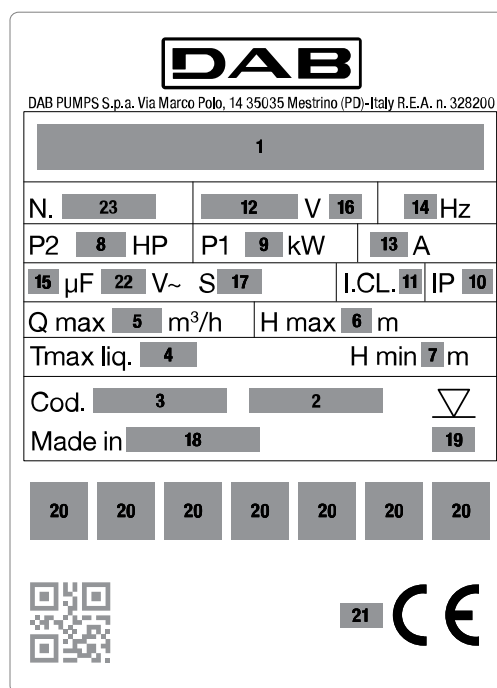 DAB
DAB PUMPS S.p.a. Via Marco Polo, 14 35035 Mestrino (PD)-Italy R.E.A. n. 328200
1
N. 23 12 V 16 14 Hz
P2 8 HP P1 9 kW 13 A
15 µF 22 V~ S 17 I.CL. 11 IP 10
Q max 5 m³/h H max 6 m
Tmax liq. 4 H min 7 m
Cod. 3 2
Made in 18 19
20 20 20 20 20 20 20
21 CE